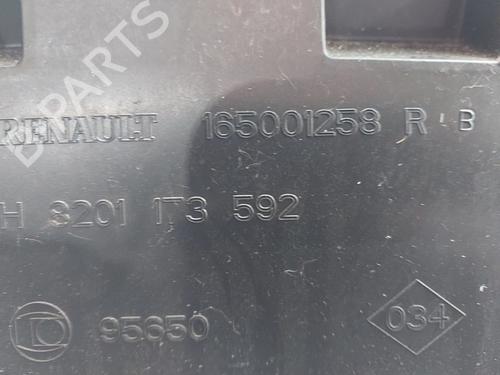 PARTS
RENAULT 165001258 R B
H 8201 173 592
95650 034